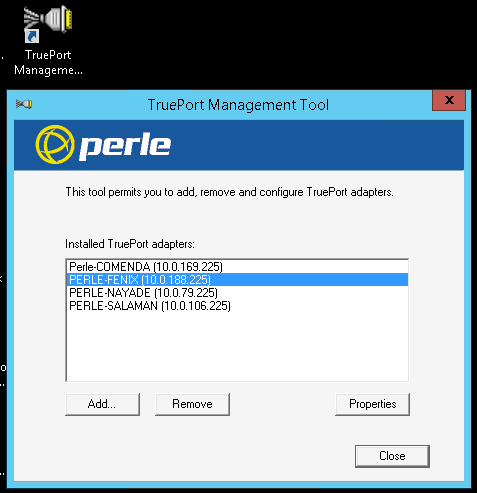 TruePort
Manageme...
TruePort Management Tool
x
perle
This tool permits you to add, remove and configure TruePort adapters.
Installed TruePort adapters:
Perle-COMENDA (10.0.169.225)
PERLE-FENIX (10.0.188.225)
PERLE-NAYADE (10.0.79.225)
PERLE-SALAMAN (10.0.106.225)
Add...
Remove
Properties
Close